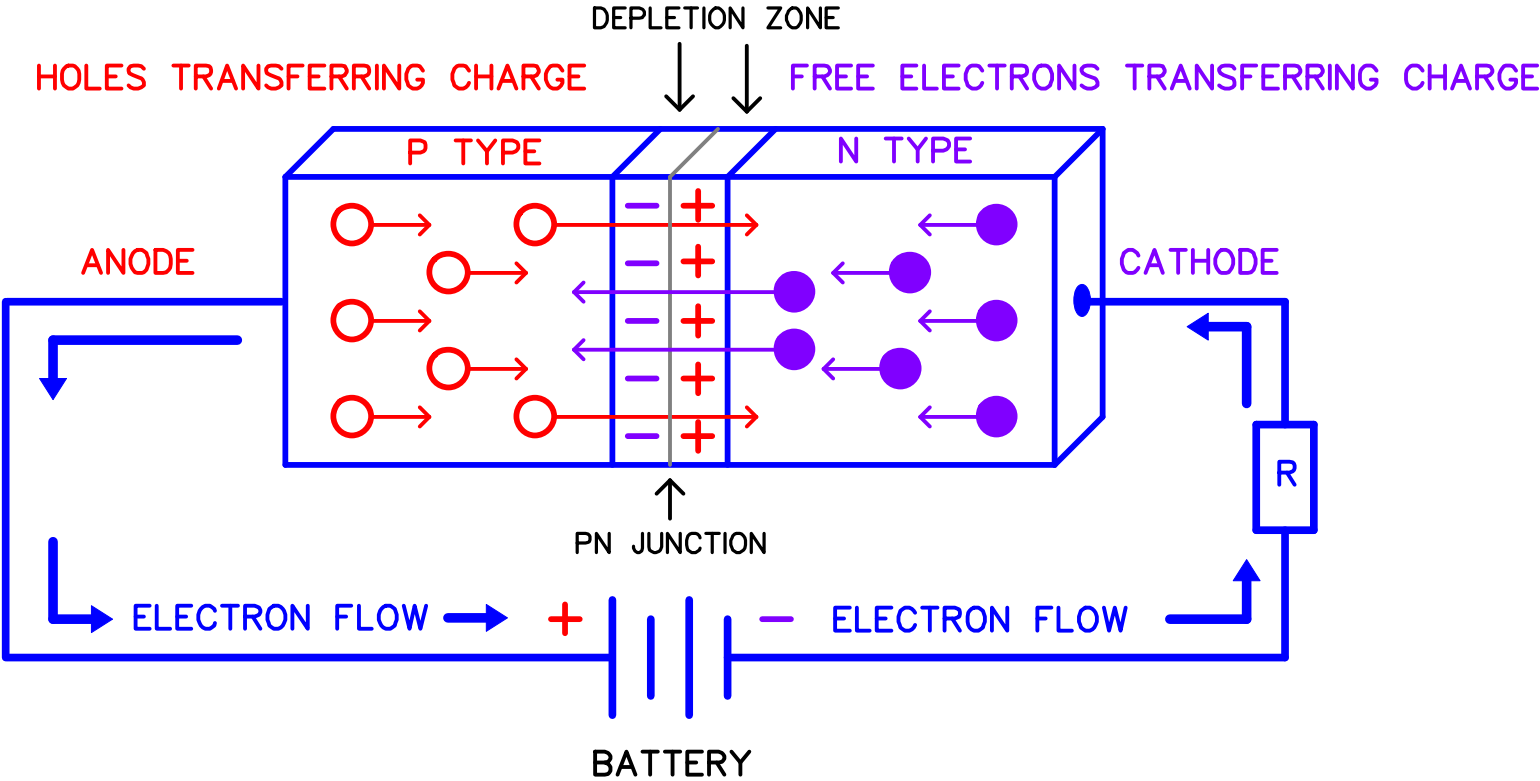 DEPLETION ZONE
HOLES TRANSFERRING CHARGE
FREE ELECTRONS TRANSFERRING CHARGE
P TYPE
N TYPE
− +
ANODE
CATHODE
− +
− +
− +
− +
R
PN JUNCTION
ELECTRON FLOW
+
−
ELECTRON FLOW
BATTERY